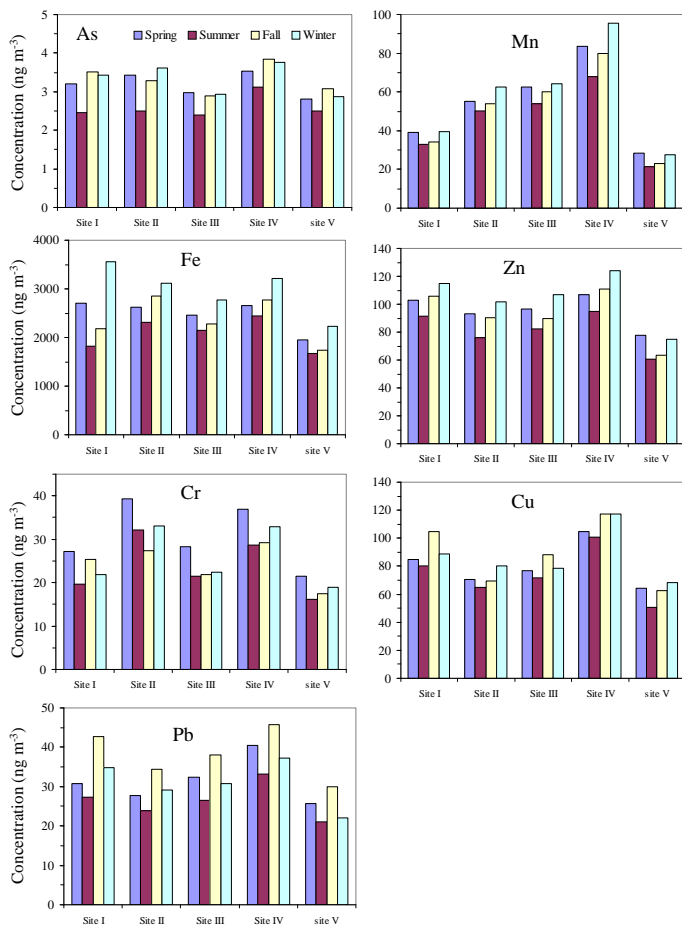 As
Spring Summer Fall Winter
Concentration (ng m-3)
5
4
3
2
1
0
Site I Site II Site III Site IV site V
Mn
100
80
60
40
20
0
Site I Site II Site III Site IV site V
Fe
Concentration (ng m-3)
4000
3000
2000
1000
0
Site I Site II Site III Site IV site V
Zn
140
120
100
80
60
40
20
0
Site I Site II Site III Site IV site V
Cr
Concentration (ng m-3)
40
30
20
10
0
Site I Site II Site III Site IV site V
Cu
140
120
100
80
60
40
20
0
Site I Site II Site III Site IV site V
Pb
Concentration (ng m-3)
50
40
30
20
10
0
Site I Site II Site III Site IV site V